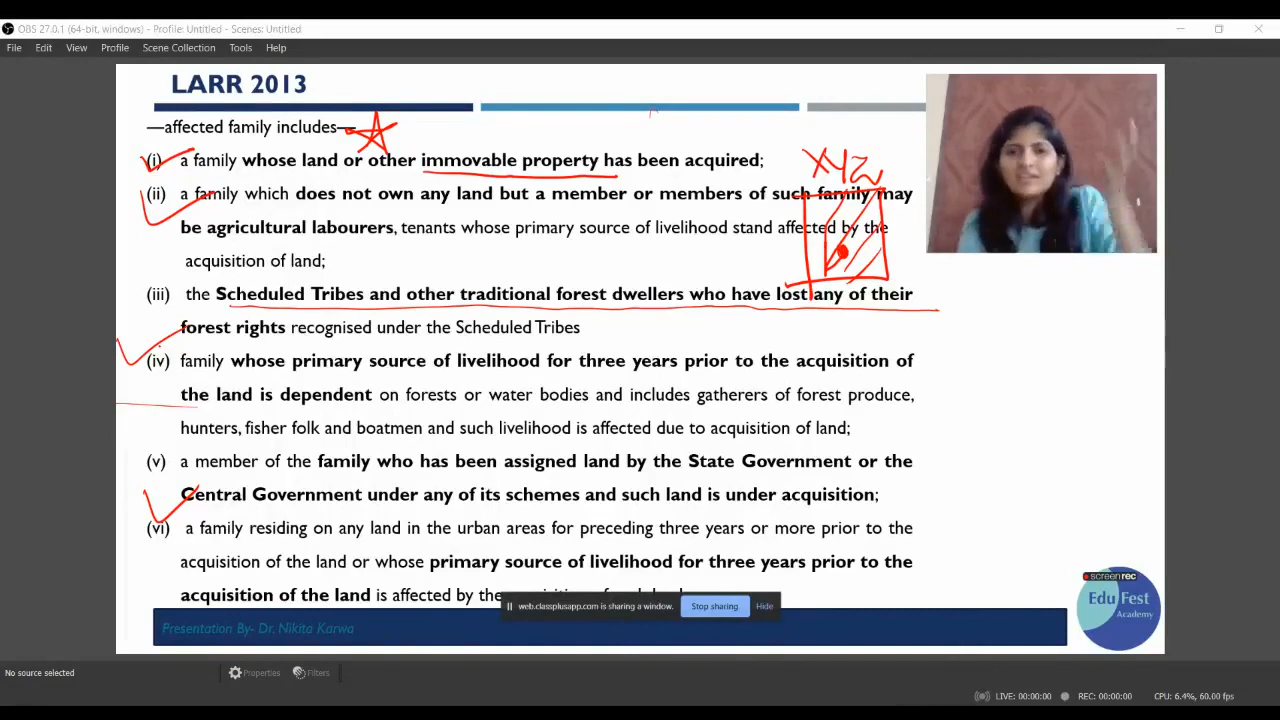 OBS 27.0.1 (64-bit, windows) - Profile: Untitled - Scenes: Untitled
File Edit View Profile Scene Collection Tools Help
LARR 2013
—affected family includes—
(i) a family whose land or other immovable property has been acquired;
XYZ
(ii) a family which does not own any land but a member or members of such family may
be agricultural labourers, tenants whose primary source of livelihood stand affected by the
acquisition of land;
(iii) the Scheduled Tribes and other traditional forest dwellers who have lost any of their
forest rights recognised under the Scheduled Tribes
(iv) family whose primary source of livelihood for three years prior to the acquisition of
the land is dependent on forests or water bodies and includes gatherers of forest produce,
hunters, fisher folk and boatmen and such livelihood is affected due to acquisition of land;
(v) a member of the family who has been assigned land by the State Government or the
Central Government under any of its schemes and such land is under acquisition;
(vi) a family residing on any land in the urban areas for preceding three years or more prior to the
acquisition of the land or whose primary source of livelihood for three years prior to the
acquisition of the land is affected by the
web.classplusapp.com is sharing a window. Stop sharing Hide
screenrec
Edu Fest
Academy
Presentation By- Dr. Nikita Karwa
No source selected Properties Filters
LIVE: 00:00:00 REC: 00:00:00 CPU: 6.4%, 60.00 fps